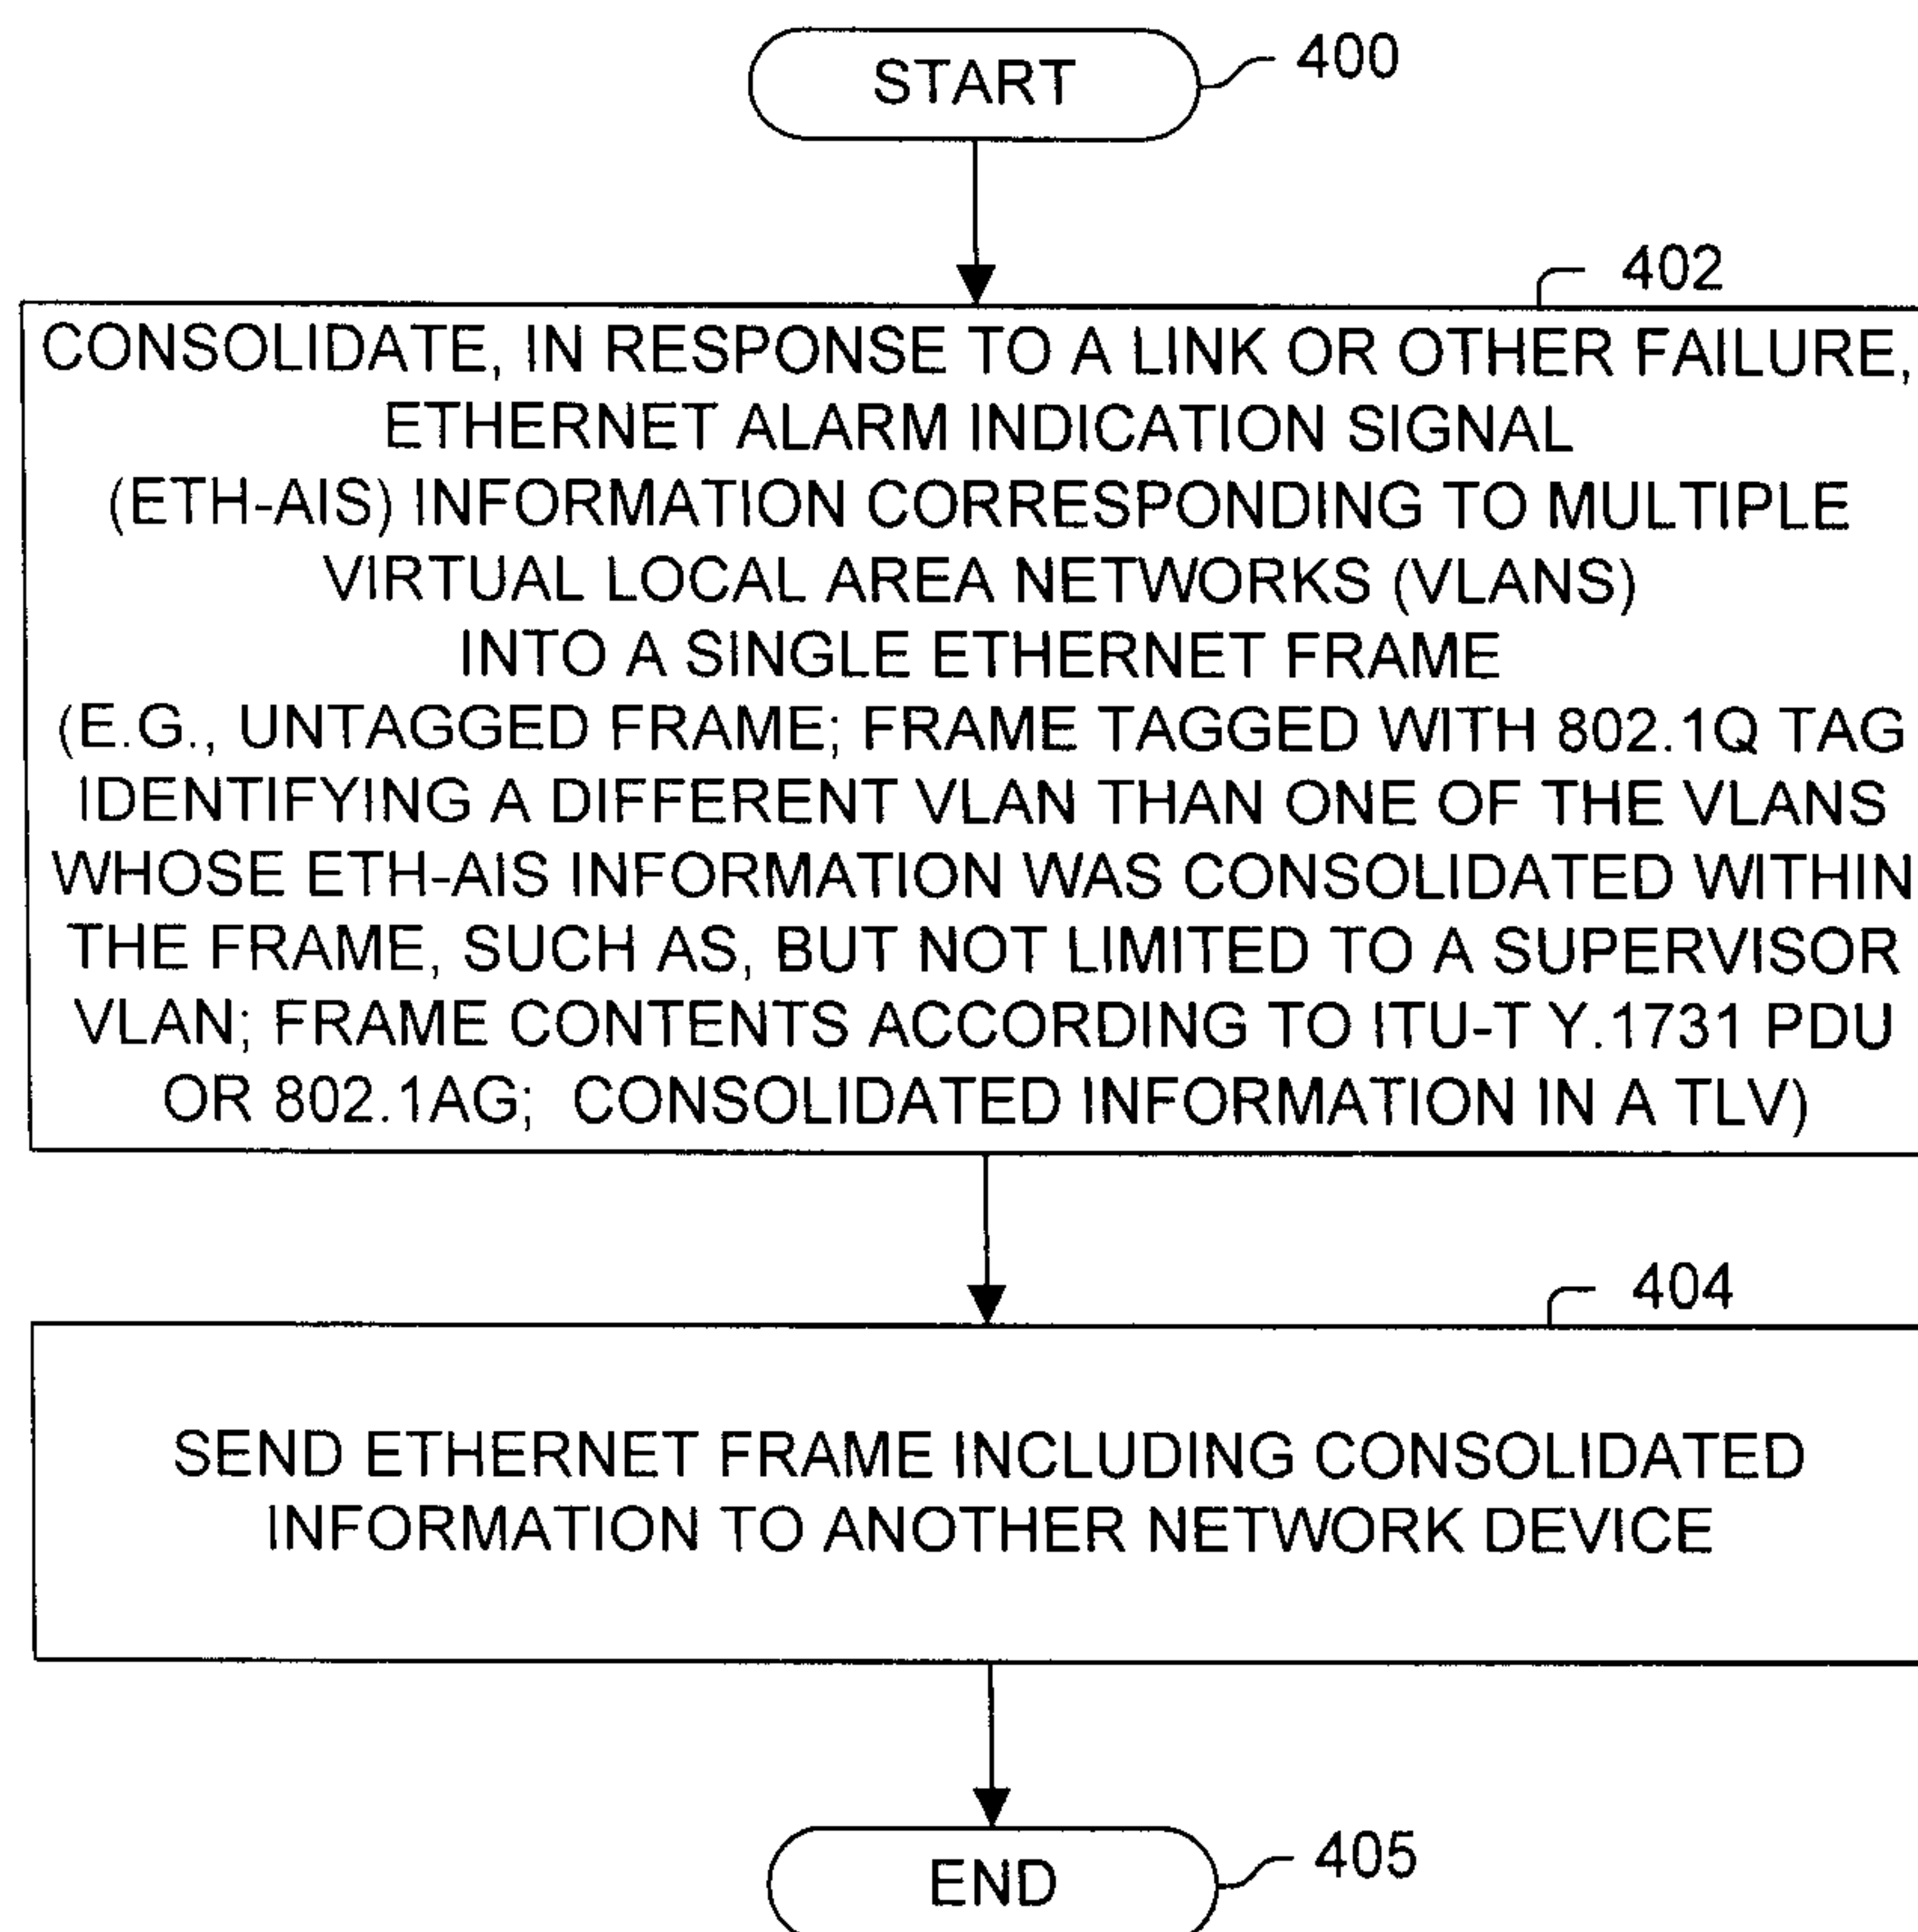 START
400
402
CONSOLIDATE, IN RESPONSE TO A LINK OR OTHER FAILURE,
ETHERNET ALARM INDICATION SIGNAL
(ETH-AIS) INFORMATION CORRESPONDING TO MULTIPLE
VIRTUAL LOCAL AREA NETWORKS (VLANS)
INTO A SINGLE ETHERNET FRAME
(E.G., UNTAGGED FRAME; FRAME TAGGED WITH 802.1Q TAG
IDENTIFYING A DIFFERENT VLAN THAN ONE OF THE VLANS
WHOSE ETH-AIS INFORMATION WAS CONSOLIDATED WITHIN
THE FRAME, SUCH AS, BUT NOT LIMITED TO A SUPERVISOR
VLAN; FRAME CONTENTS ACCORDING TO ITU-T Y.1731 PDU
OR 802.1AG; CONSOLIDATED INFORMATION IN A TLV)
404
SEND ETHERNET FRAME INCLUDING CONSOLIDATED
INFORMATION TO ANOTHER NETWORK DEVICE
END
405